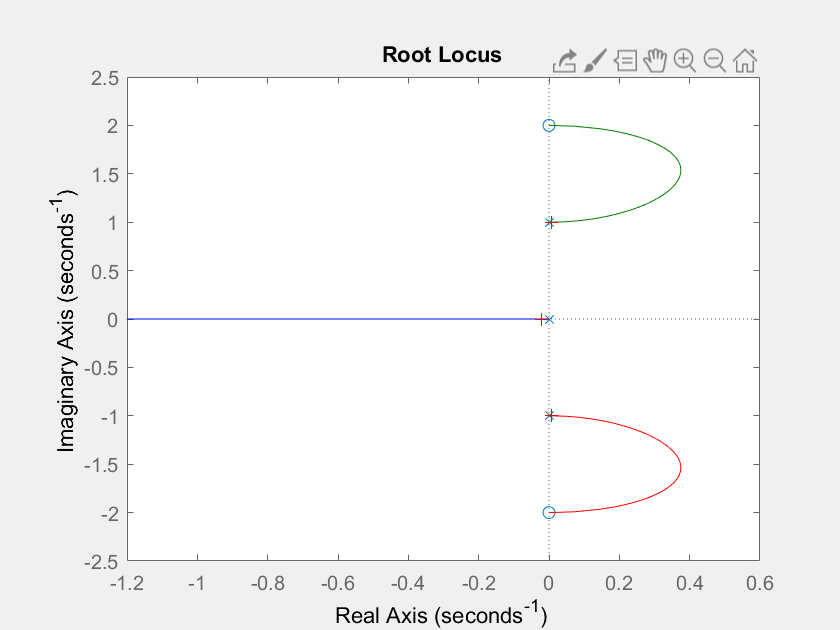 Root Locus
2.5
2
1.5
1
0.5
0
-0.5
-1
-1.5
-2
-2.5
Imaginary Axis (seconds⁻¹)
-1.2 -1 -0.8 -0.6 -0.4 -0.2 0 0.2 0.4 0.6
Real Axis (seconds⁻¹)